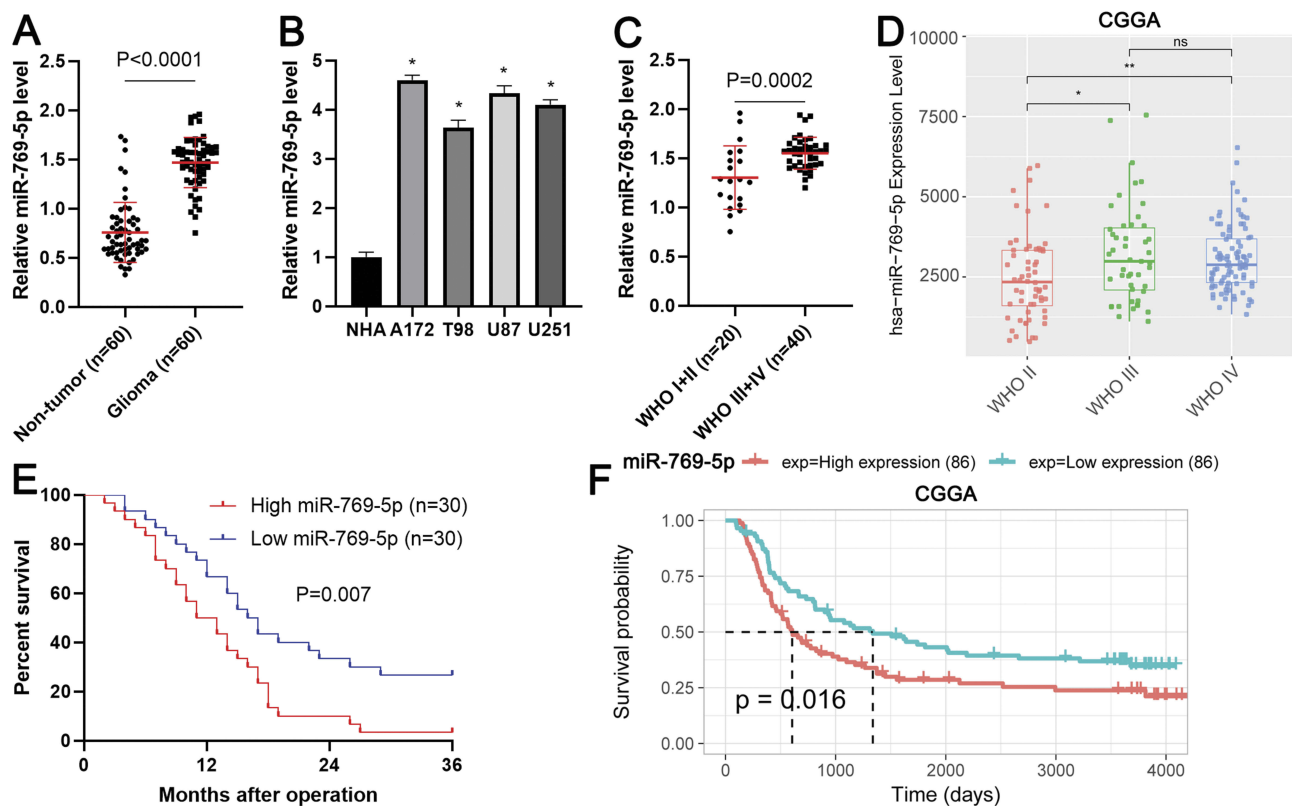 A
P<0.0001
Relative miR-769-5p level
2.5
2.0
1.5
1.0
0.5
0.0
Non-tumor (n=60)
Glioma (n=60)
B
Relative miR-769-5p level
5
4
3
2
1
0
*
*
*
*
NHA A172 T98 U87 U251
C
P=0.0002
Relative miR-769-5p level
2.5
2.0
1.5
1.0
0.5
0.0
WHO I+II (n=20)
WHO III+IV (n=40)
D
CGGA
hsa−miR−769−5p Expression Level
10000
7500
5000
2500
ns
**
*
WHO II
WHO III
WHO IV
E
Percent survival
100
80
60
40
20
0
High miR-769-5p (n=30)
Low miR-769-5p (n=30)
P=0.007
0 12 24 36
Months after operation
F
miR-769-5p exp=High expression (86) exp=Low expression (86)
CGGA
Survival probability
1.00
0.75
0.50
0.25
0.00
p = 0.016
0 1000 2000 3000 4000
Time (days)